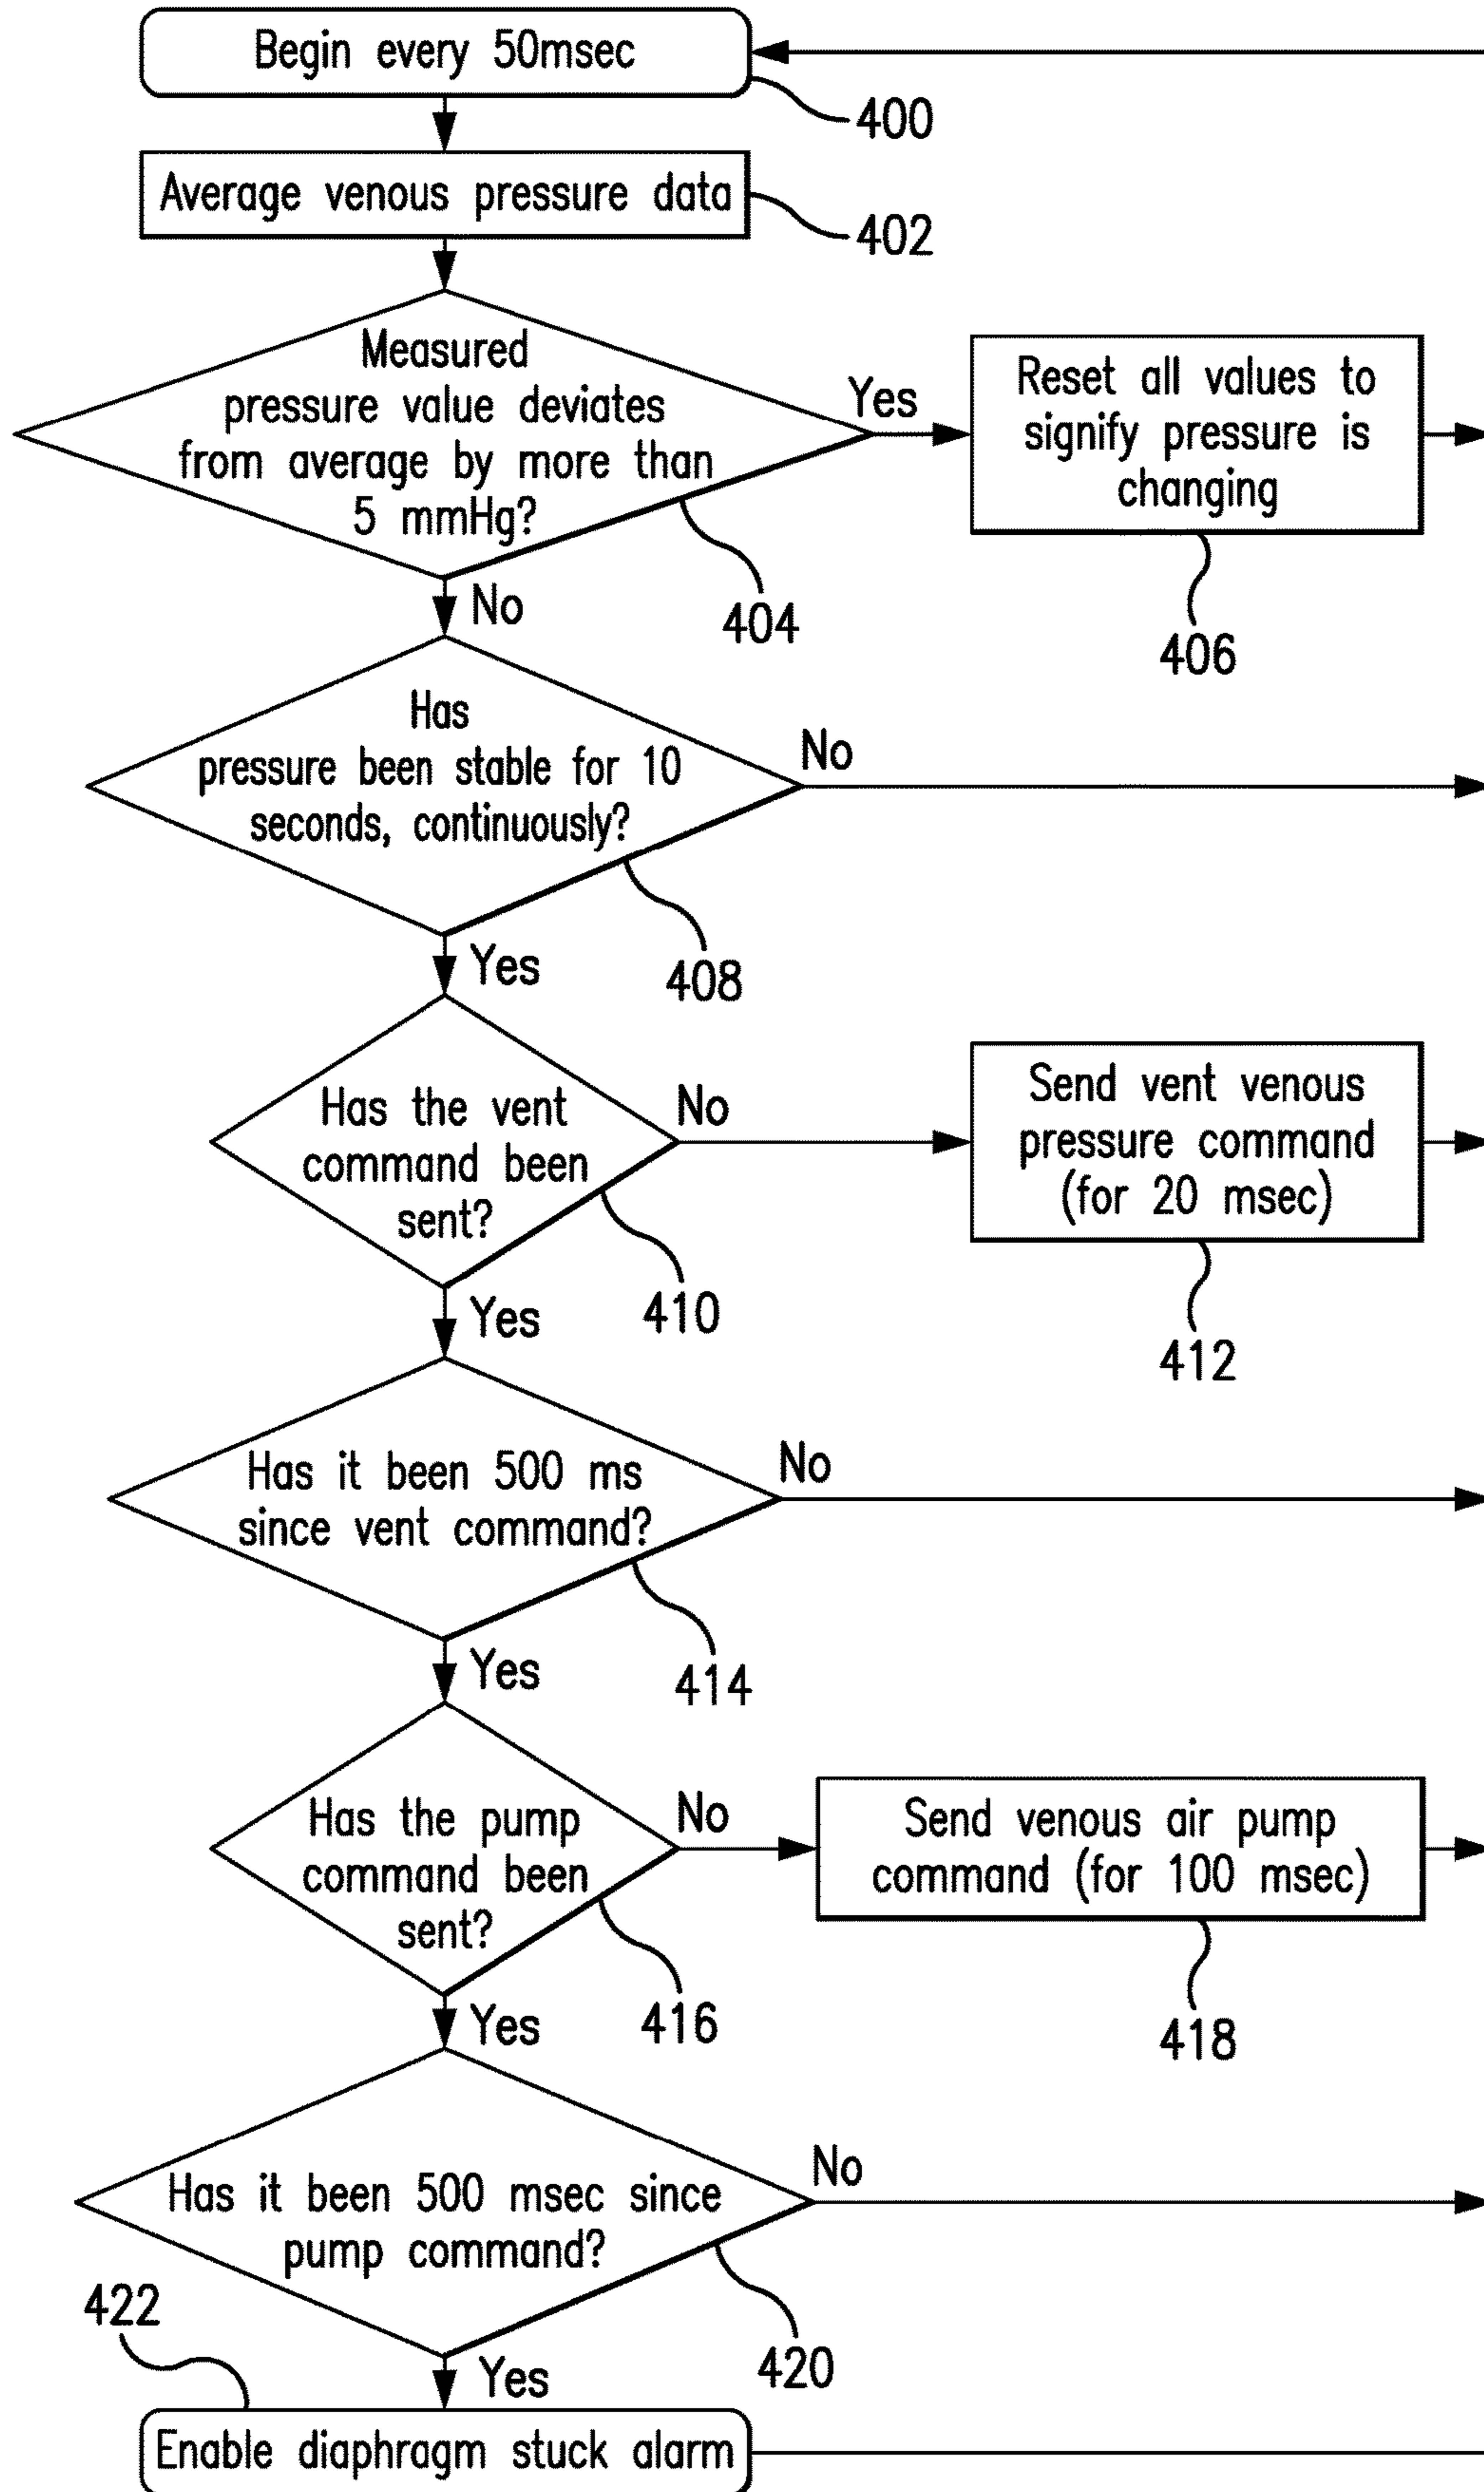 Begin every 50msec
400
Average venous pressure data
402
Measured
pressure value deviates
from average by more than
5 mmHg?
404
Yes
Reset all values to
signify pressure is
changing
406
No
Has
pressure been stable for 10
seconds, continuously?
408
No
Yes
Has the vent
command been
sent?
410
No
Send vent venous
pressure command
(for 20 msec)
412
Yes
Has it been 500 ms
since vent command?
414
No
Yes
Has the pump
command been
sent?
416
No
Send venous air pump
command (for 100 msec)
418
Yes
Has it been 500 msec since
pump command?
420
No
Yes
422
Enable diaphragm stuck alarm